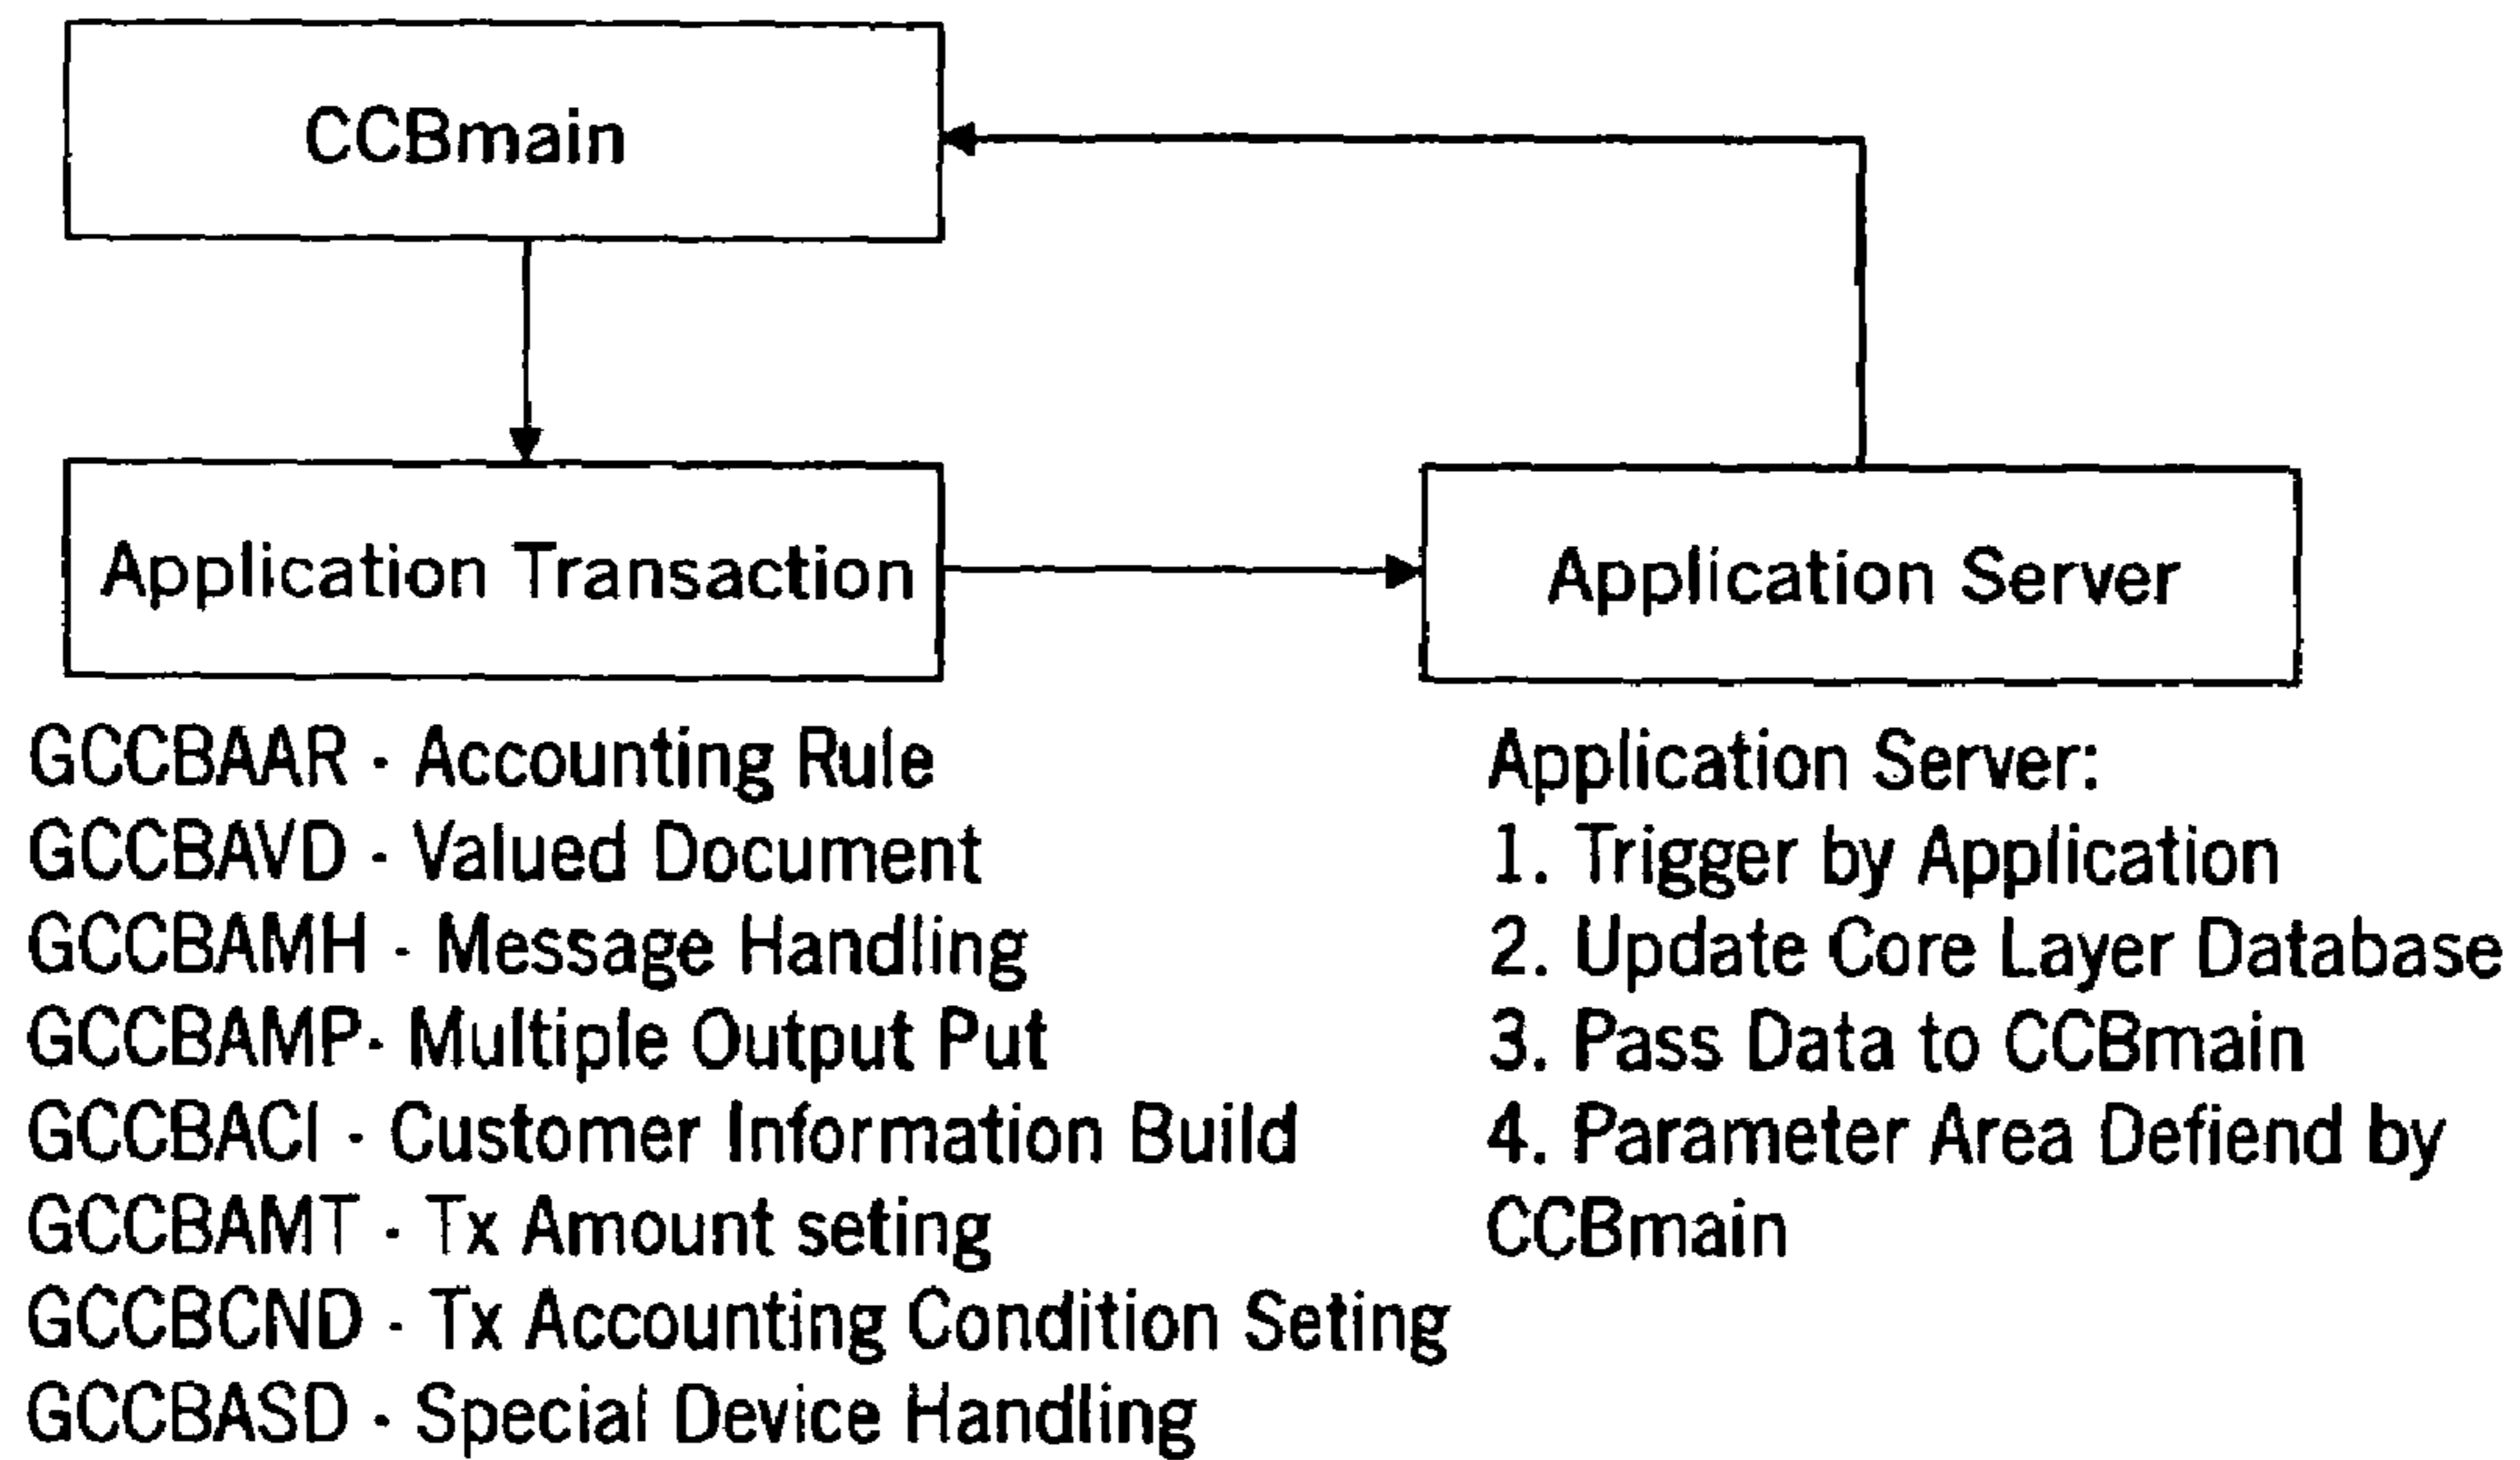 CCBmain
Application Transaction
Application Server
GCCBAAR - Accounting Rule
GCCBAVD - Valued Document
GCCBAMH - Message Handling
GCCBAMP- Multiple Output Put
GCCBACI - Customer Information Build
GCCBAMT - Tx Amount seting
GCCBCND - Tx Accounting Condition Seting
GCCBASD - Special Device Handling
Application Server:
1. Trigger by Application
2. Update Core Layer Database
3. Pass Data to CCBmain
4. Parameter Area Defiend by
CCBmain